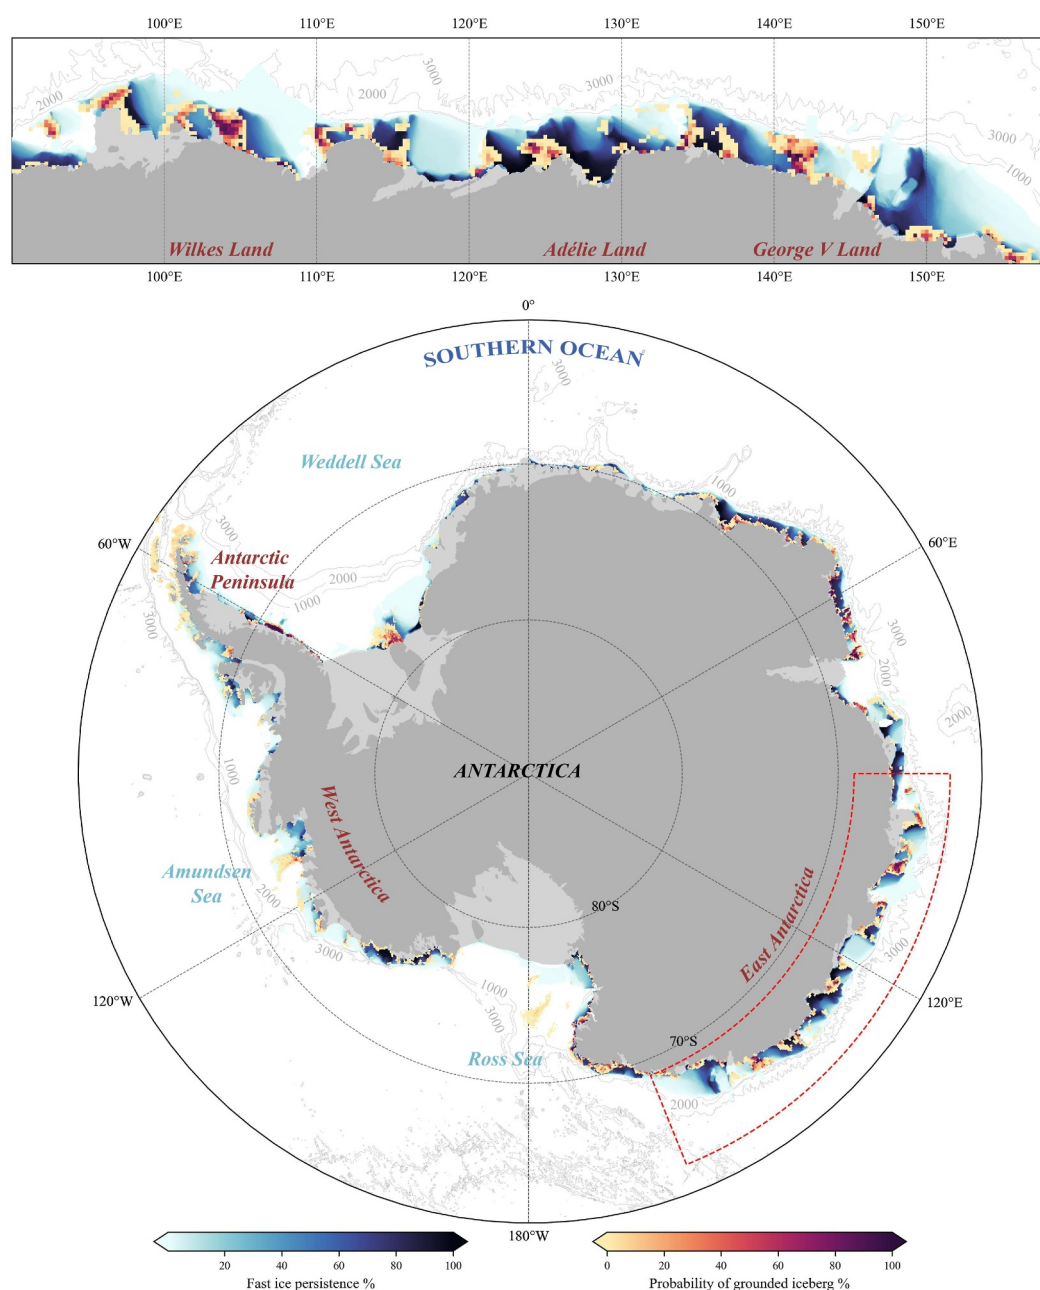 100°E 110°E 120°E 130°E 140°E 150°E
3000
2000
2000
3000
1000
Wilkes Land Adélie Land George V Land
100°E 110°E 120°E 130°E 140°E 150°E
0°
SOUTHERN OCEAN
3000
Weddell Sea
1000
3000
60°W
60°E
Antarctic
Peninsula
2000
1000
3000
3000
2000
2000
ANTARCTICA
1000
West Antarctica
Amundsen
Sea
2000
80°S
East Antarctica
3000
3000
1000
120°W
120°E
3000
70°S
Ross Sea
2000
180°W
20 40 60 80 100
Fast ice persistence %
0 20 40 60 80 100
Probability of grounded iceberg %